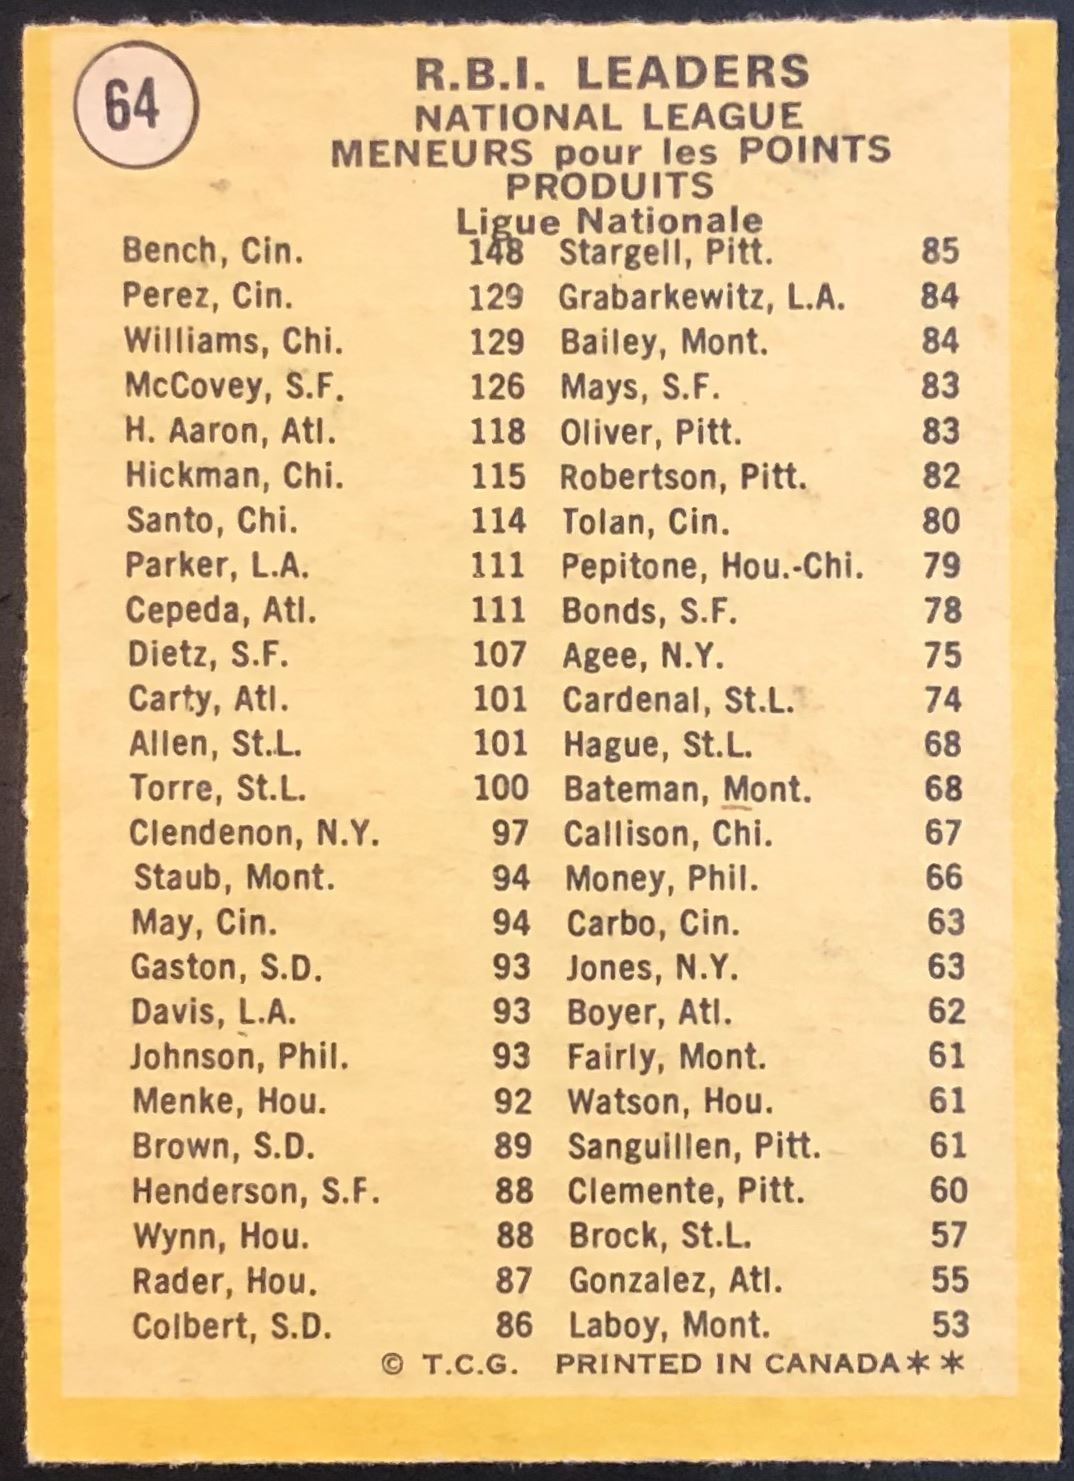 64
R.B.I. LEADERS
NATIONAL LEAGUE
MENEURS pour les POINTS
PRODUITS
Ligue Nationale
Bench, Cin. 148 Stargell, Pitt. 85
Perez, Cin. 129 Grabarkewitz, L.A. 84
Williams, Chi. 129 Bailey, Mont. 84
McCovey, S.F. 126 Mays, S.F. 83
H. Aaron, Atl. 118 Oliver, Pitt. 83
Hickman, Chi. 115 Robertson, Pitt. 82
Santo, Chi. 114 Tolan, Cin. 80
Parker, L.A. 111 Pepitone, Hou.-Chi. 79
Cepeda, Atl. 111 Bonds, S.F. 78
Dietz, S.F. 107 Agee, N.Y. 75
Carty, Atl. 101 Cardenal, St.L. 74
Allen, St.L. 101 Hague, St.L. 68
Torre, St.L. 100 Bateman, Mont. 68
Clendenon, N.Y. 97 Callison, Chi. 67
Staub, Mont. 94 Money, Phil. 66
May, Cin. 94 Carbo, Cin. 63
Gaston, S.D. 93 Jones, N.Y. 63
Davis, L.A. 93 Boyer, Atl. 62
Johnson, Phil. 93 Fairly, Mont. 61
Menke, Hou. 92 Watson, Hou. 61
Brown, S.D. 89 Sanguillen, Pitt. 61
Henderson, S.F. 88 Clemente, Pitt. 60
Wynn, Hou. 88 Brock, St.L. 57
Rader, Hou. 87 Gonzalez, Atl. 55
Colbert, S.D. 86 Laboy, Mont. 53
© T.C.G. PRINTED IN CANADA**